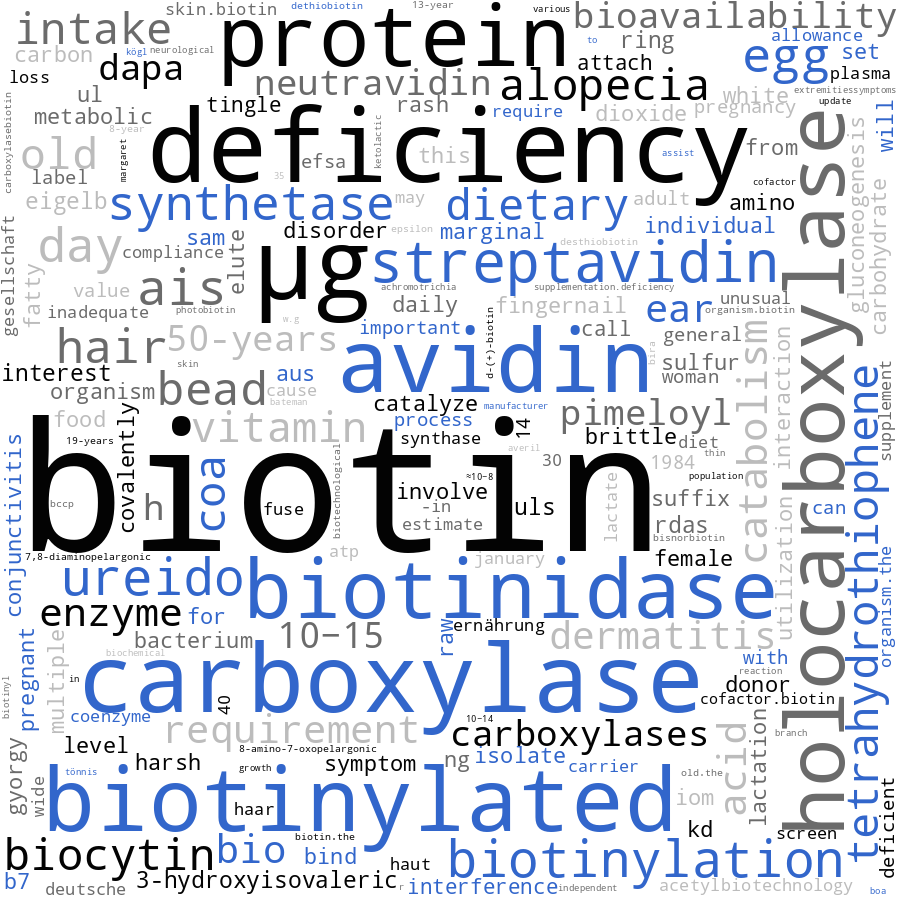 skin.biotin dethiobiotin 13-year various
intake protein bioavailability
kögl neurological to ring allowance
carbon dapa attach egg set
loss neutravidin alopecia plasma
ul tingle rash require white extremitiessymptoms
metabolic dioxide pregnancy update
carboxylasebiotin 8-year deficiency will
margaret efsa ketolactic this assist from
old 35 cofactor
label
eigelb synthetase may dietary adult amino
disorder epsilon marginal individual
day sam desthiobiotin
compliance elute µg streptavidin holocarboxylase gluconeogenesis carbohydrate
gesellschaft fatty value ais achromotrichia supplementation.deficiency
inadequate photobiotin daily fingernail ear unusual
w.g organism.biotin
hair 50-years important d-(+)-biotin call general
skin avidin bira sulfur
interest aus woman
organism bead cause catalyze manufacturer catabolism interaction supplement
bateman
food vitamin process pimeloyl
19-years synthase 14 brittle diet
covalently averil thin
conjunctivitis biotin 30 1984
population
bccp h coa fuse biotechnological involve ≈10−8 uls lactate suffix can tetrahydrothiophene
-in
estimate rdas
bisnorbiotin
7,8-diaminopelargonic atp january female utilization organism.the
ureido biotinidase
enzyme for
bacterium 10−15 raw ernährung dermatitis
pregnant multiple biochemical with
biotinyl in carboxylase reaction
donor
coenzyme 40 cofactor.biotin
requirement 10-14 branch
level 8-amino-7-oxopelargonic carboxylases acid lactation
gyorgy harsh growth symptom ng isolate carrier
wide tönnis old.the
biotinylated iom
haar kd screen deficient
biotin.the
biocytin bio bind haut biotinylation
b7 3-hydroxyisovaleric
deutsche r interference independent acetylbiotechnology boa